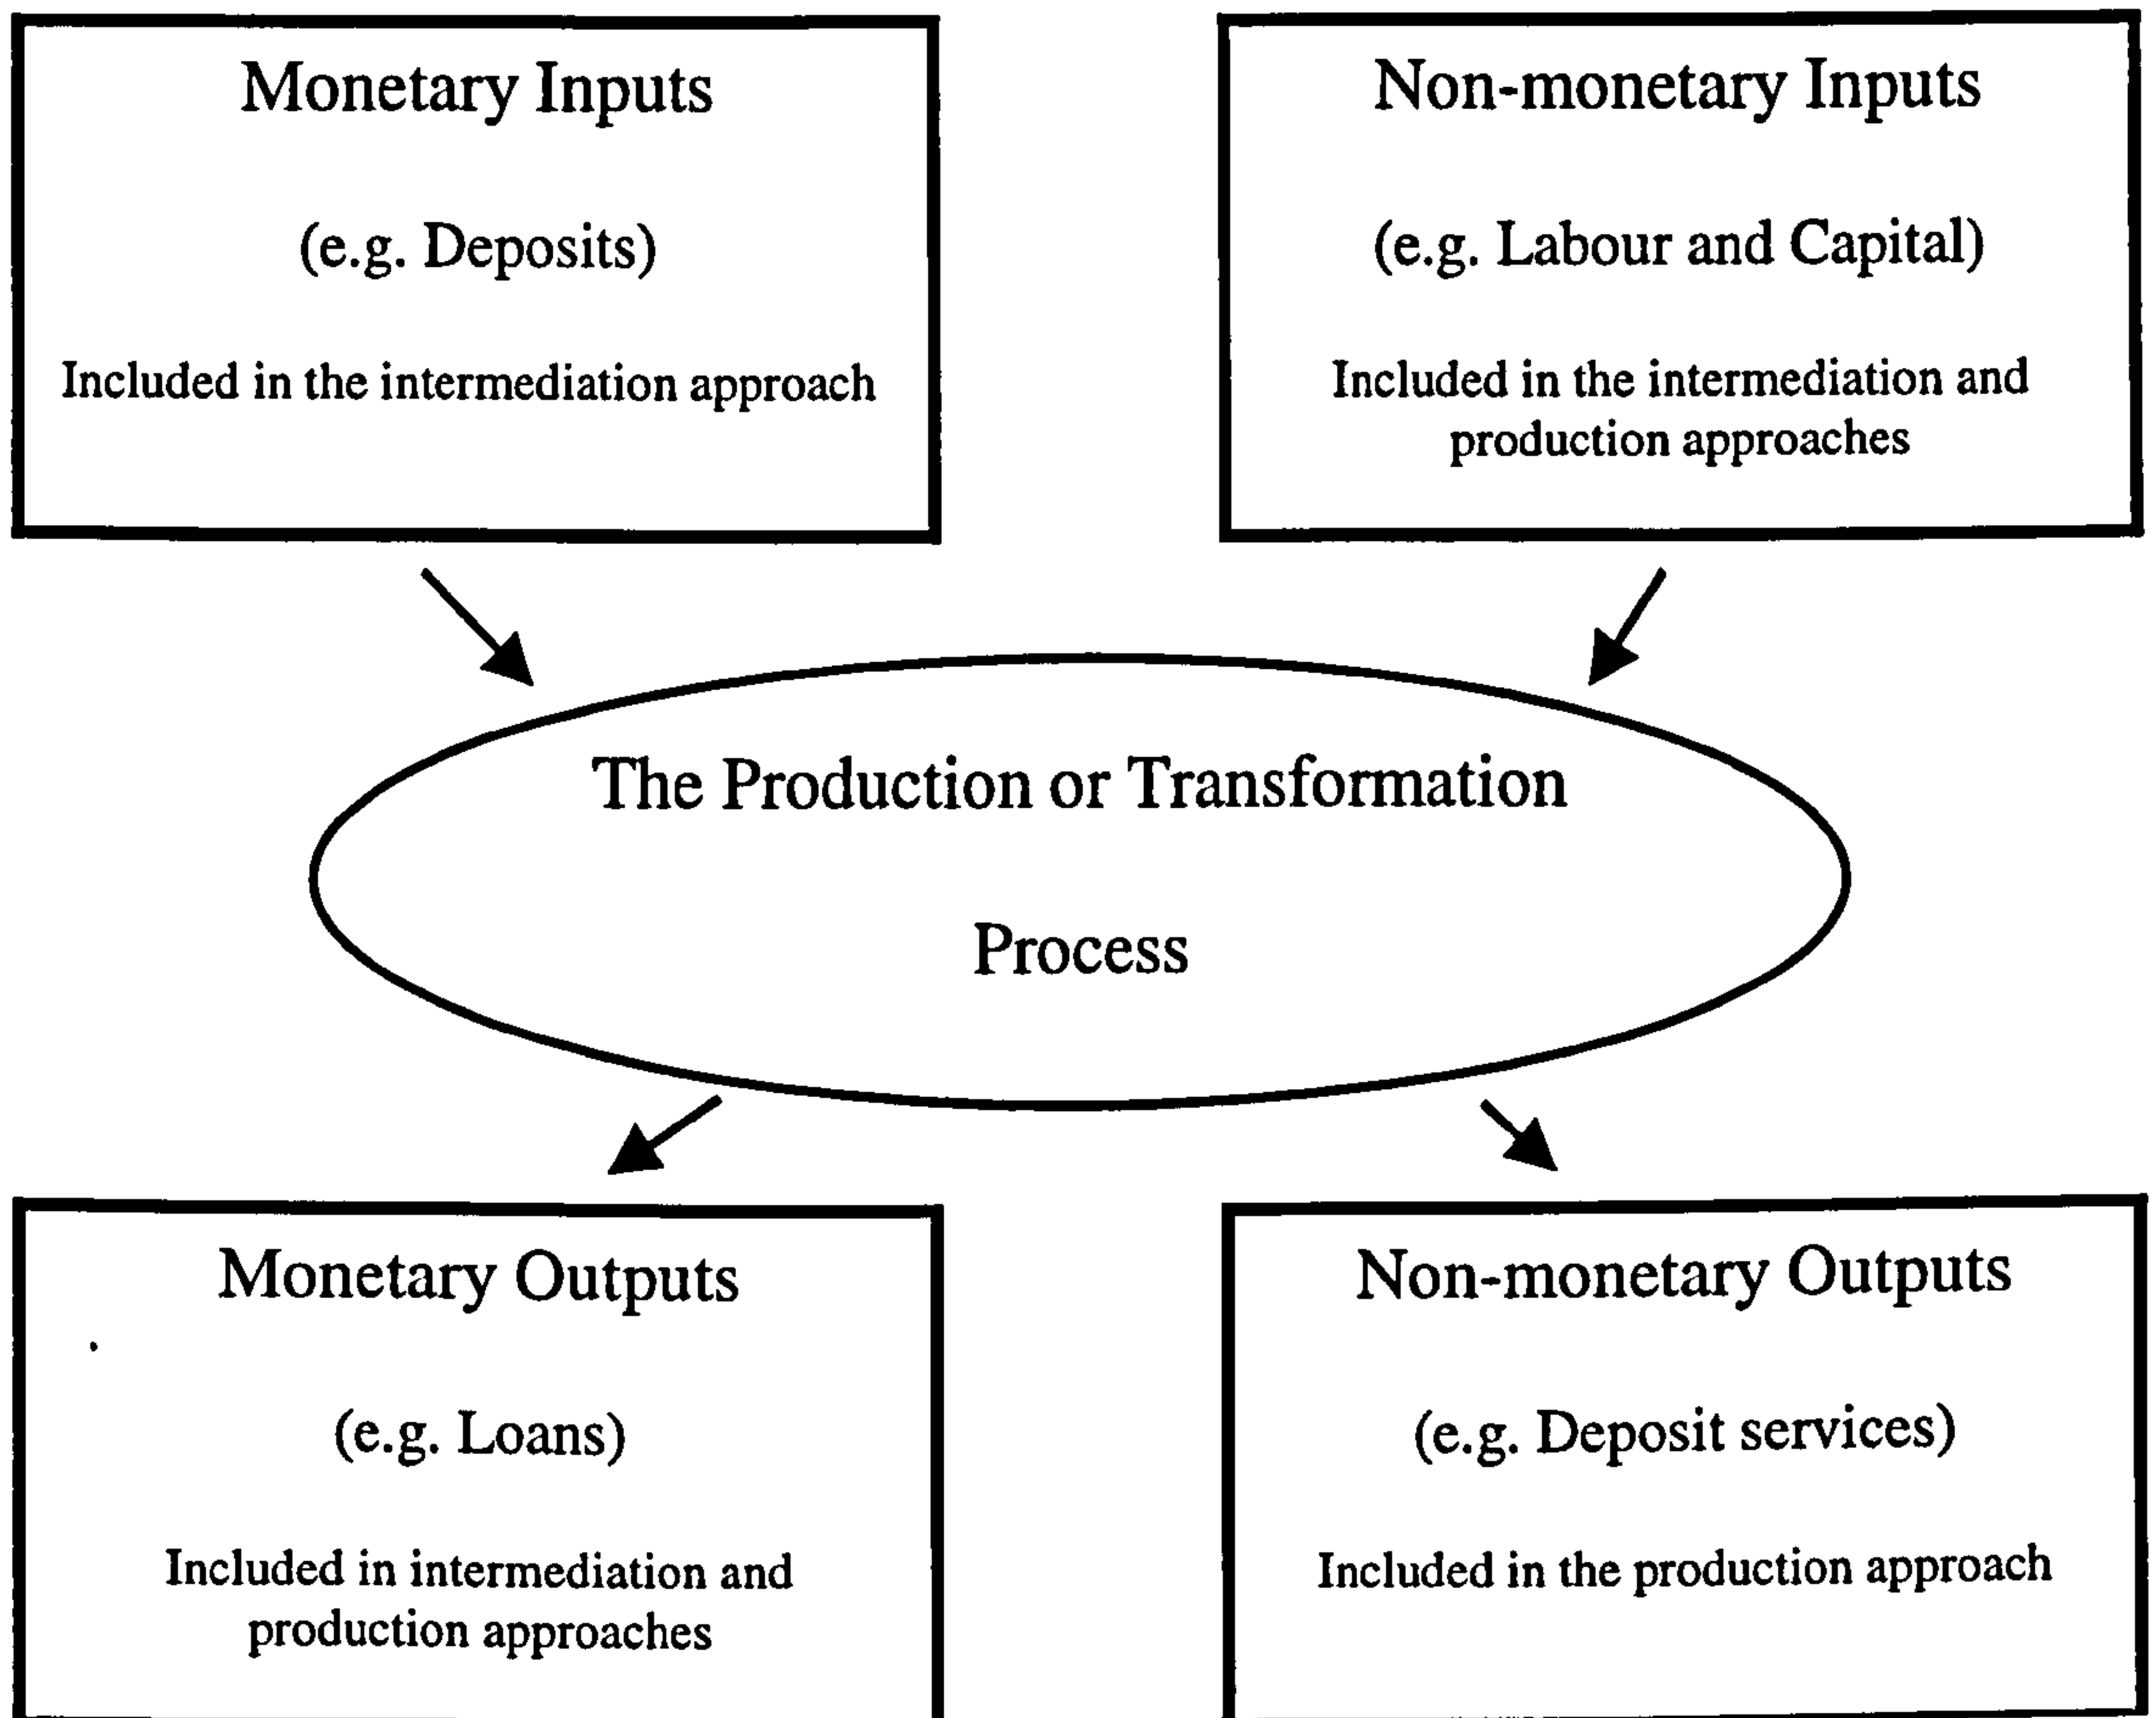 Monetary Inputs
(e.g. Deposits)
Included in the intermediation approach
Non-monetary Inputs
(e.g. Labour and Capital)
Included in the intermediation and
production approaches
The Production or Transformation
Process
Monetary Outputs
(e.g. Loans)
Included in intermediation and
production approaches
Non-monetary Outputs
(e.g. Deposit services)
Included in the production approach